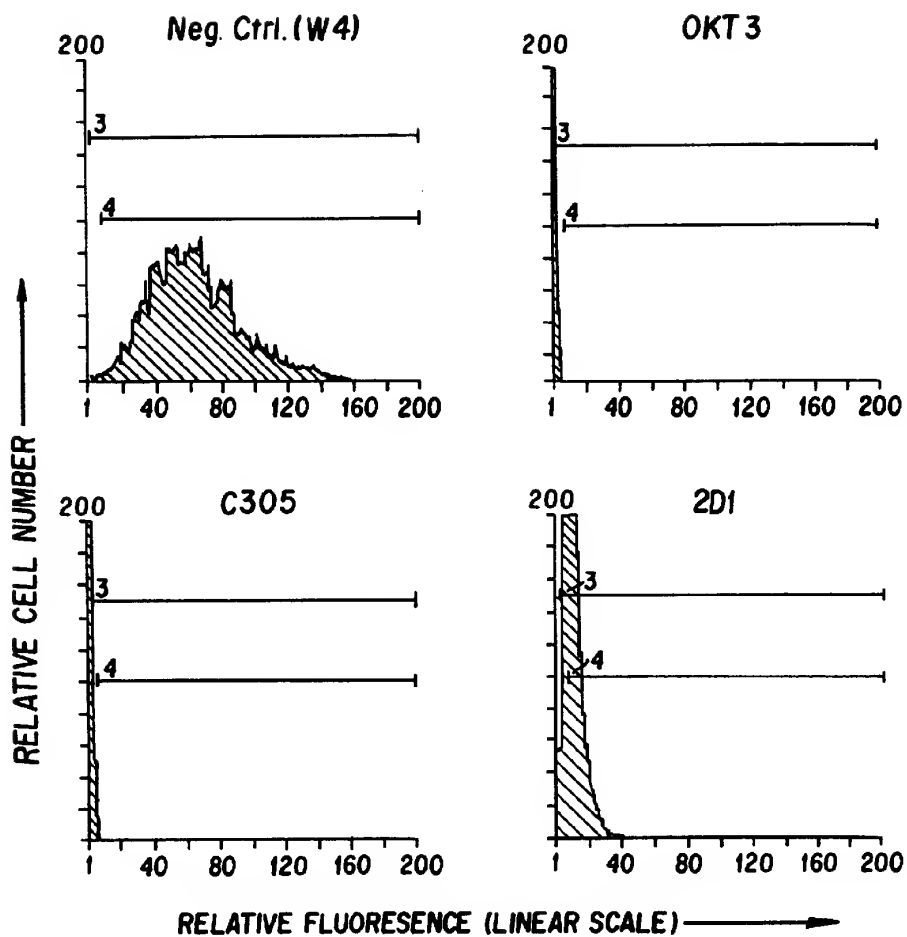 Neg. Ctrl. (W4)
200
3
4
1 40 80 120 160 200
OKT3
200
3
4
1 40 80 120 160 200
C305
200
3
4
1 40 80 120 160 200
2D1
200
3
4
1 40 80 120 160 200
RELATIVE CELL NUMBER
RELATIVE FLUORESENCE (LINEAR SCALE)